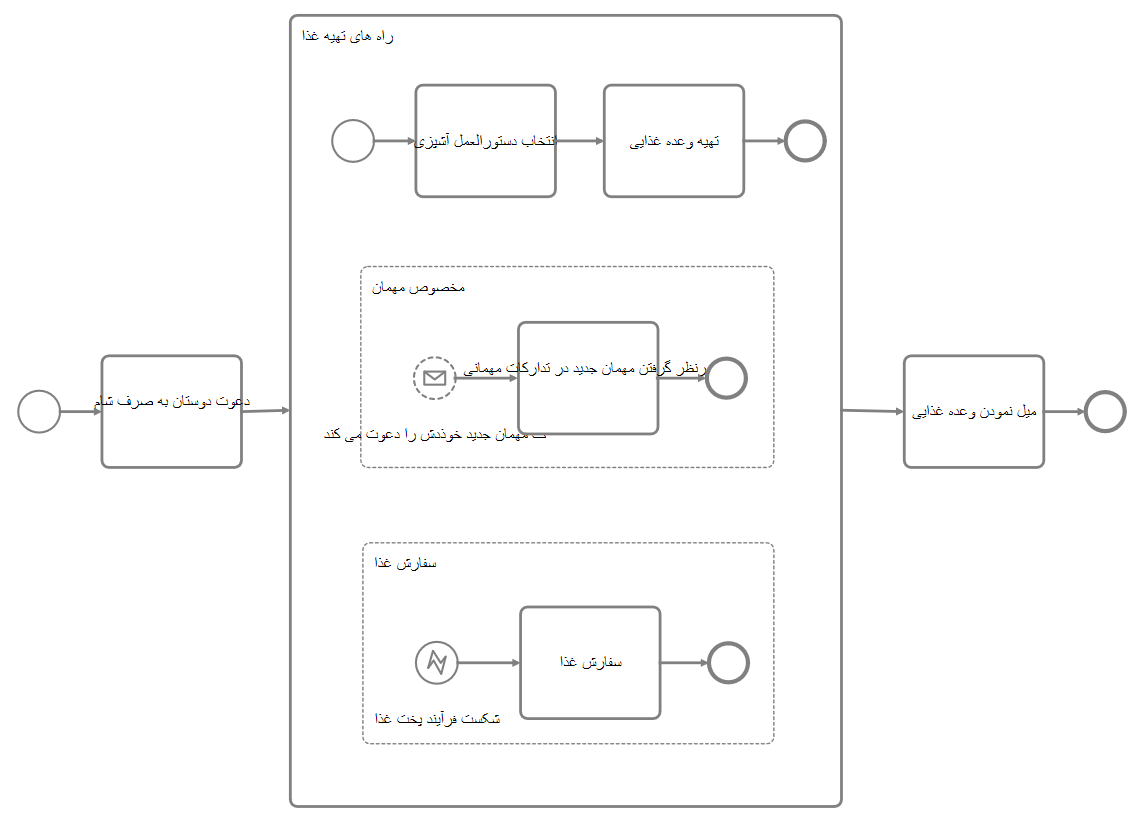 راه های تهیه غذا
انتخاب دستورالعمل آشپزی
تهیه وعده غذایی
مخصوص مهمان
رنظر گرفتن مهمان جدید در تدارکات مهمانی
مهمان جدید خودش را دعوت می کند
دعوت دوستان به صرف شام
میل نمودن وعده غذایی
سفارش غذا
سفارش غذا
شکست فرآیند پخت غذا